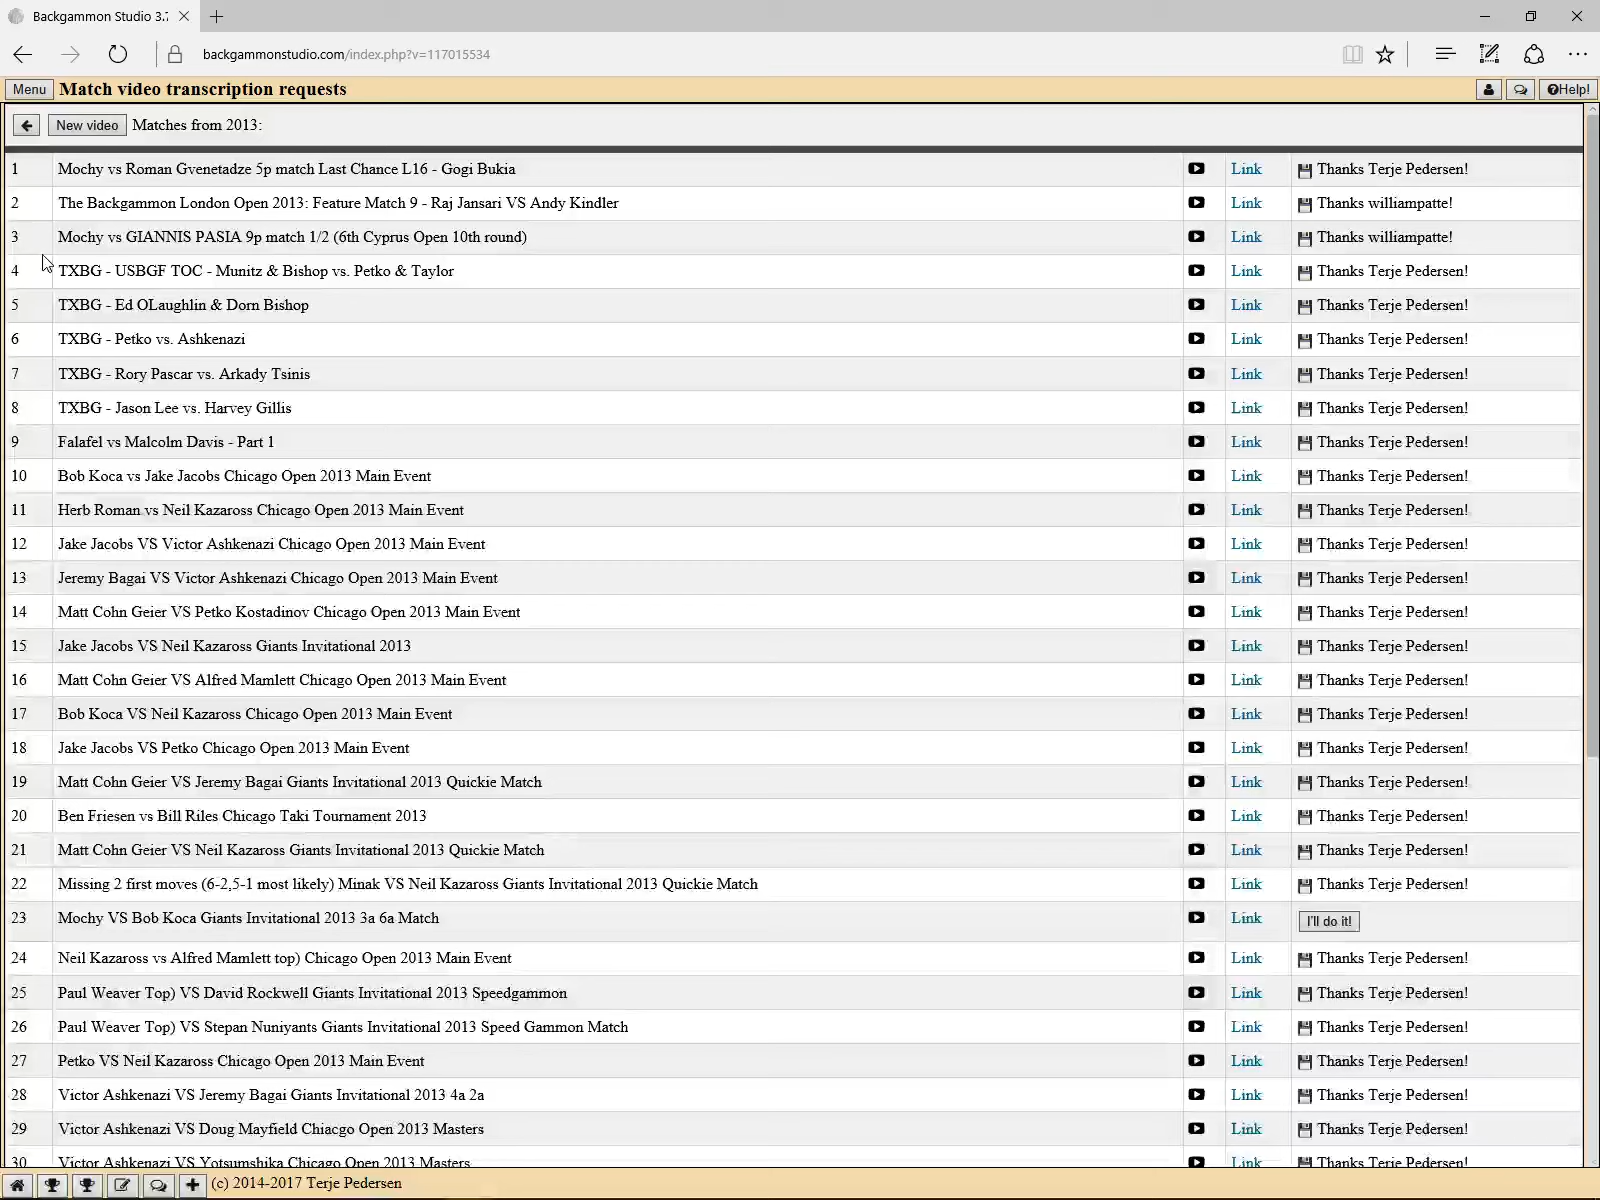 Backgammon Studio 3.
backgammonstudio.com/index.php?v=117015534
Menu Match video transcription requests Help!
New video Matches from 2013:
1 Mochy vs Roman Gvenetadze 5p match Last Chance L16 - Gogi Bukia Link Thanks Terje Pedersen!
2 The Backgammon London Open 2013: Feature Match 9 - Raj Jansari VS Andy Kindler Link Thanks williampatte!
3 Mochy vs GIANNIS PASIA 9p match 1/2 (6th Cyprus Open 10th round) Link Thanks williampatte!
4 TXBG - USBGF TOC - Munitz & Bishop vs. Petko & Taylor Link Thanks Terje Pedersen!
5 TXBG - Ed OLaughlin & Dorn Bishop Link Thanks Terje Pedersen!
6 TXBG - Petko vs. Ashkenazi Link Thanks Terje Pedersen!
7 TXBG - Rory Pascar vs. Arkady Tsinis Link Thanks Terje Pedersen!
8 TXBG - Jason Lee vs. Harvey Gillis Link Thanks Terje Pedersen!
9 Falafel vs Malcolm Davis - Part 1 Link Thanks Terje Pedersen!
10 Bob Koca vs Jake Jacobs Chicago Open 2013 Main Event Link Thanks Terje Pedersen!
11 Herb Roman vs Neil Kazaross Chicago Open 2013 Main Event Link Thanks Terje Pedersen!
12 Jake Jacobs VS Victor Ashkenazi Chicago Open 2013 Main Event Link Thanks Terje Pedersen!
13 Jeremy Bagai VS Victor Ashkenazi Chicago Open 2013 Main Event Link Thanks Terje Pedersen!
14 Matt Cohn Geier VS Petko Kostadinov Chicago Open 2013 Main Event Link Thanks Terje Pedersen!
15 Jake Jacobs VS Neil Kazaross Giants Invitational 2013 Link Thanks Terje Pedersen!
16 Matt Cohn Geier VS Alfred Mamlett Chicago Open 2013 Main Event Link Thanks Terje Pedersen!
17 Bob Koca VS Neil Kazaross Chicago Open 2013 Main Event Link Thanks Terje Pedersen!
18 Jake Jacobs VS Petko Chicago Open 2013 Main Event Link Thanks Terje Pedersen!
19 Matt Cohn Geier VS Jeremy Bagai Giants Invitational 2013 Quickie Match Link Thanks Terje Pedersen!
20 Ben Friesen vs Bill Riles Chicago Taki Tournament 2013 Link Thanks Terje Pedersen!
21 Matt Cohn Geier VS Neil Kazaross Giants Invitational 2013 Quickie Match Link Thanks Terje Pedersen!
22 Missing 2 first moves (6-2,5-1 most likely) Minak VS Neil Kazaross Giants Invitational 2013 Quickie Match Link Thanks Terje Pedersen!
23 Mochy VS Bob Koca Giants Invitational 2013 3a 6a Match Link I'll do it!
24 Neil Kazaross vs Alfred Mamlett top) Chicago Open 2013 Main Event Link Thanks Terje Pedersen!
25 Paul Weaver Top) VS David Rockwell Giants Invitational 2013 Speedgammon Link Thanks Terje Pedersen!
26 Paul Weaver Top) VS Stepan Nuniyants Giants Invitational 2013 Speed Gammon Match Link Thanks Terje Pedersen!
27 Petko VS Neil Kazaross Chicago Open 2013 Main Event Link Thanks Terje Pedersen!
28 Victor Ashkenazi VS Jeremy Bagai Giants Invitational 2013 4a 2a Link Thanks Terje Pedersen!
29 Victor Ashkenazi VS Doug Mayfield Chiacgo Open 2013 Masters Link Thanks Terje Pedersen!
30 Victor Ashkenazi VS Yotsumshika Chicago Open 2013 Masters Link Thanks Terje Pedersen!
(c) 2014-2017 Terje Pedersen